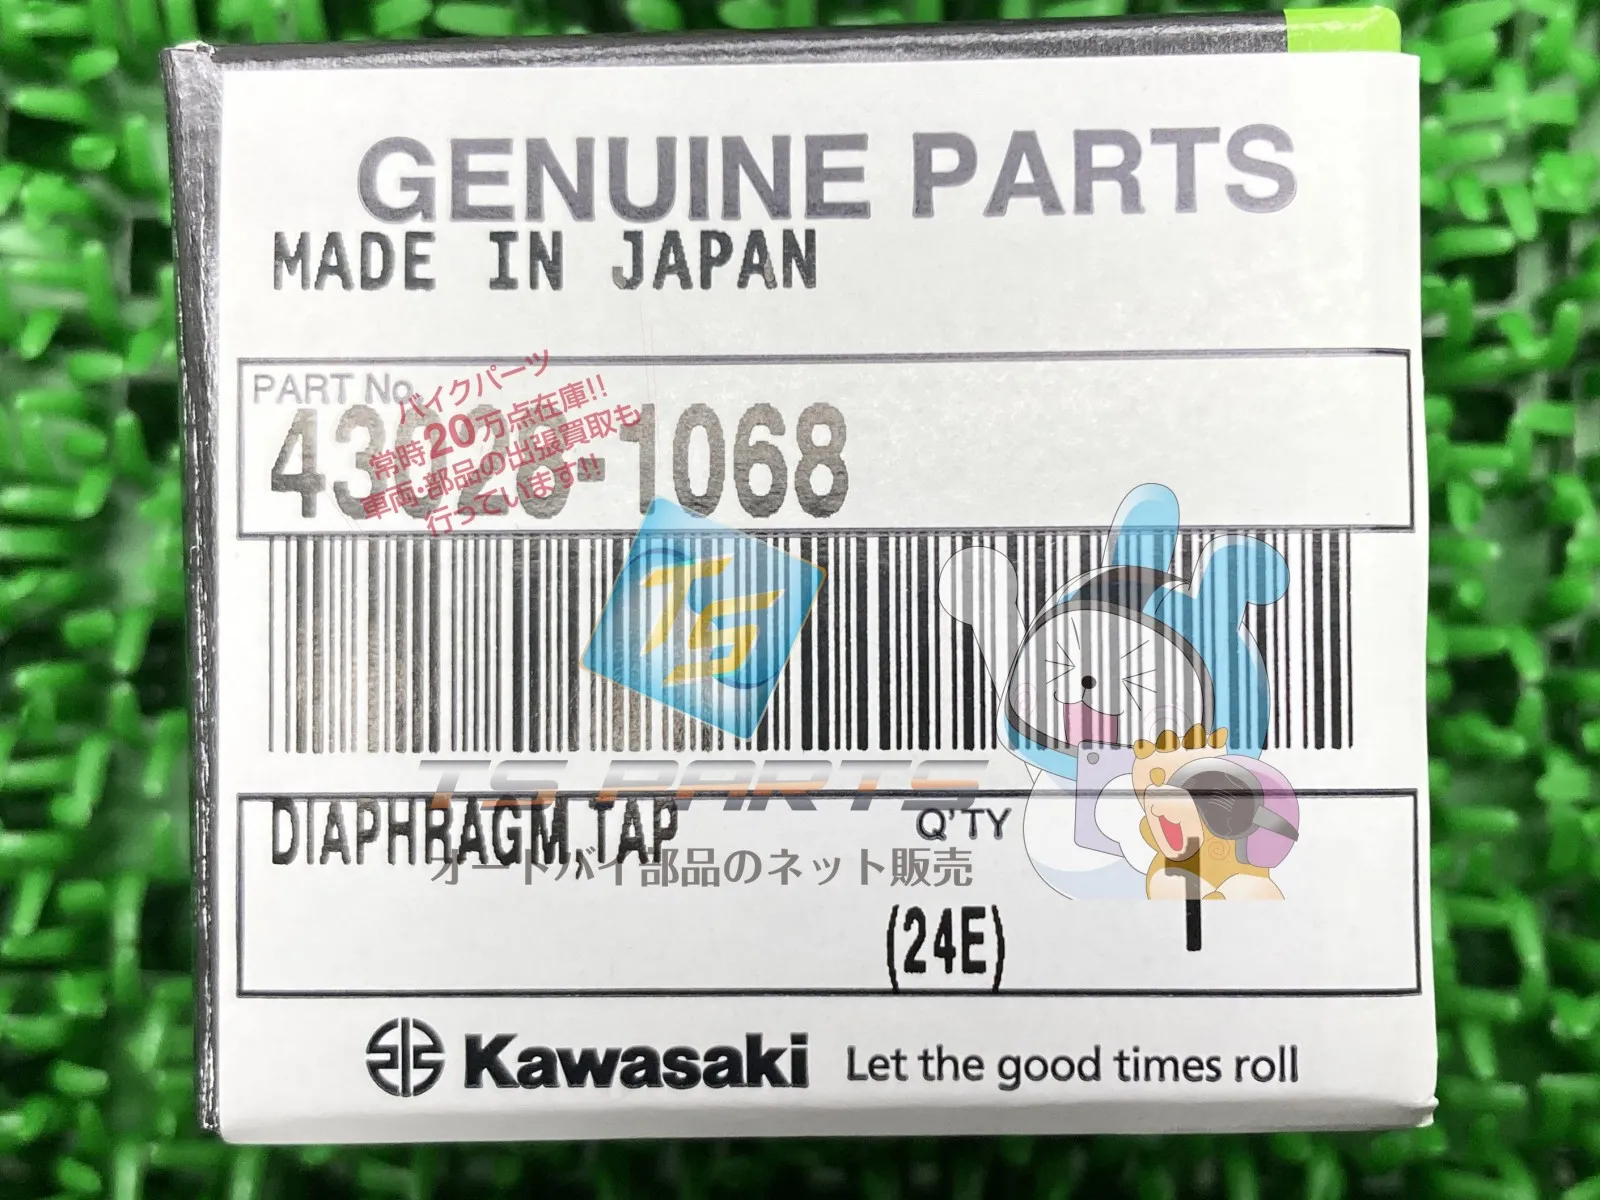 GENUINE PARTS
MADE IN JAPAN
PART No.
バイクパーツ
常時20万点在庫!!
車両・部品の出張買取も
行っています!!
43028-1068
TS
TS PARTS
DIAPHRAGM,TAP
Q'TY
オートバイ部品のネット販売
1
(24E)
Kawasaki Let the good times roll